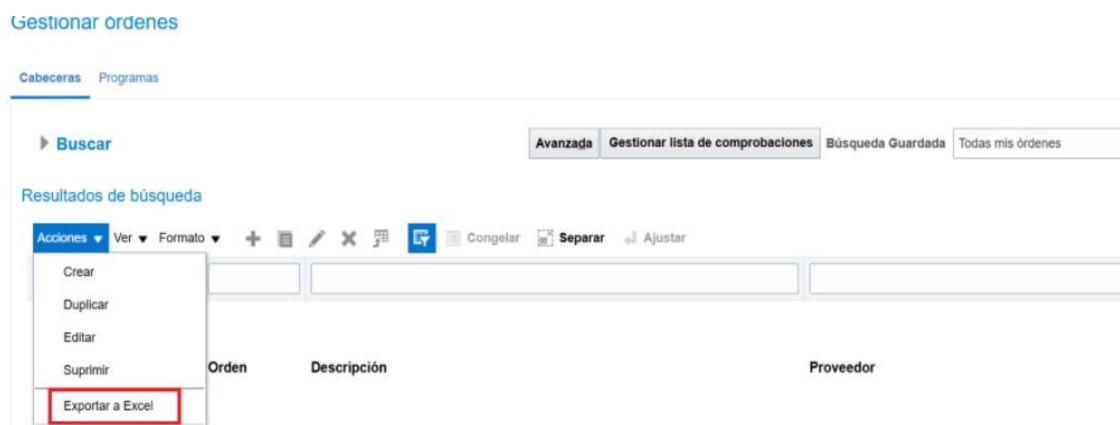 Gestionar órdenes
Cabeceras Programas
Buscar
Avanzada Gestionar lista de comprobaciones Búsqueda Guardada Todas mis órdenes
Resultados de búsqueda
Acciones Ver Formato Congelar Separar Ajustar
Crear
Duplicar
Editar
Suprimir
Orden Descripción Proveedor
Exportar a Excel